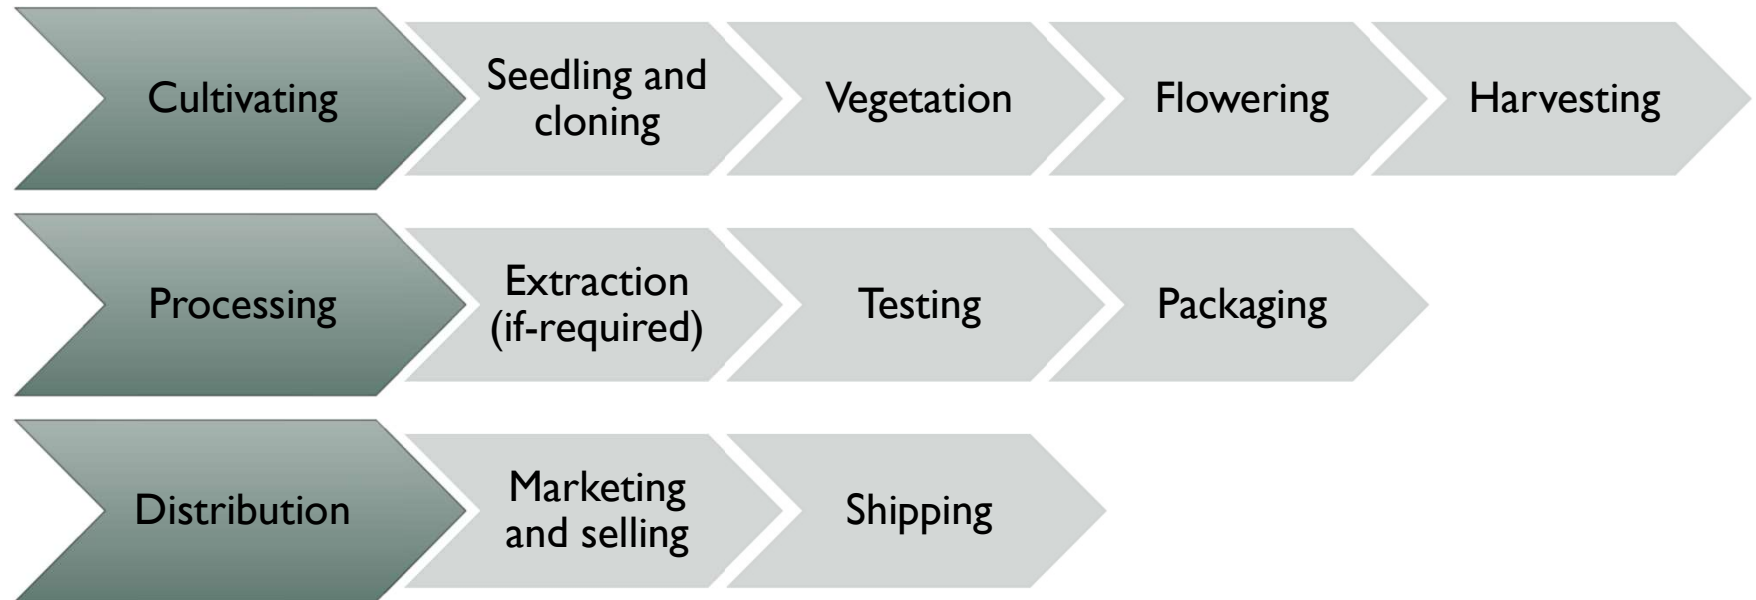 Cultivating
Seedling and
cloning
Vegetation
Flowering
Harvesting
Processing
Extraction
(if-required)
Testing
Packaging
Distribution
Marketing
and selling
Shipping